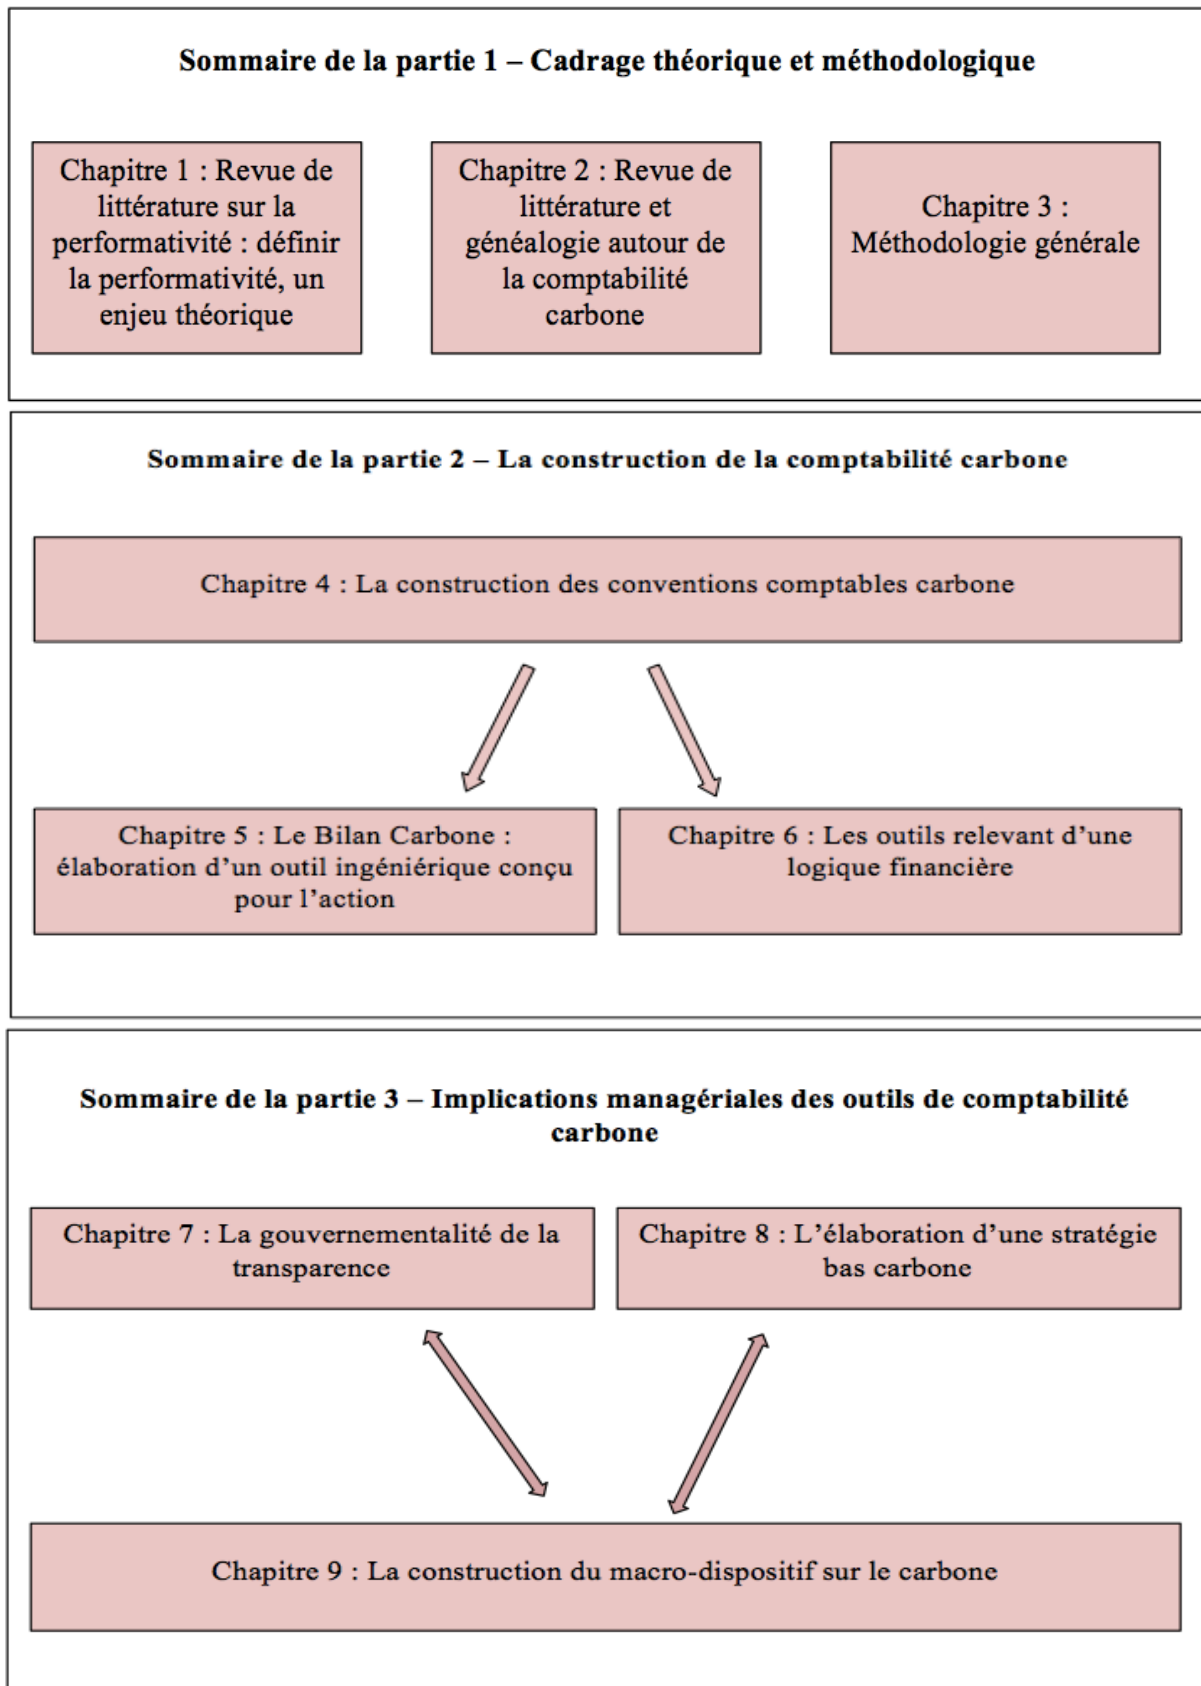 Sommaire de la partie 1 – Cadrage théorique et méthodologique
Chapitre 1 : Revue de
littérature sur la
performativité : définir
la performativité, un
enjeu théorique
Chapitre 2 : Revue de
littérature et
généalogie autour de
la comptabilité
carbone
Chapitre 3 :
Méthodologie générale
Sommaire de la partie 2 – La construction de la comptabilité carbone
Chapitre 4 : La construction des conventions comptables carbone
Chapitre 5 : Le Bilan Carbone :
élaboration d’un outil ingéniérique conçu
pour l’action
Chapitre 6 : Les outils relevant d’une
logique financière
Sommaire de la partie 3 – Implications managériales des outils de comptabilité
carbone
Chapitre 7 : La gouvernementalité de la
transparence
Chapitre 8 : L’élaboration d’une stratégie
bas carbone
Chapitre 9 : La construction du macro-dispositif sur le carbone